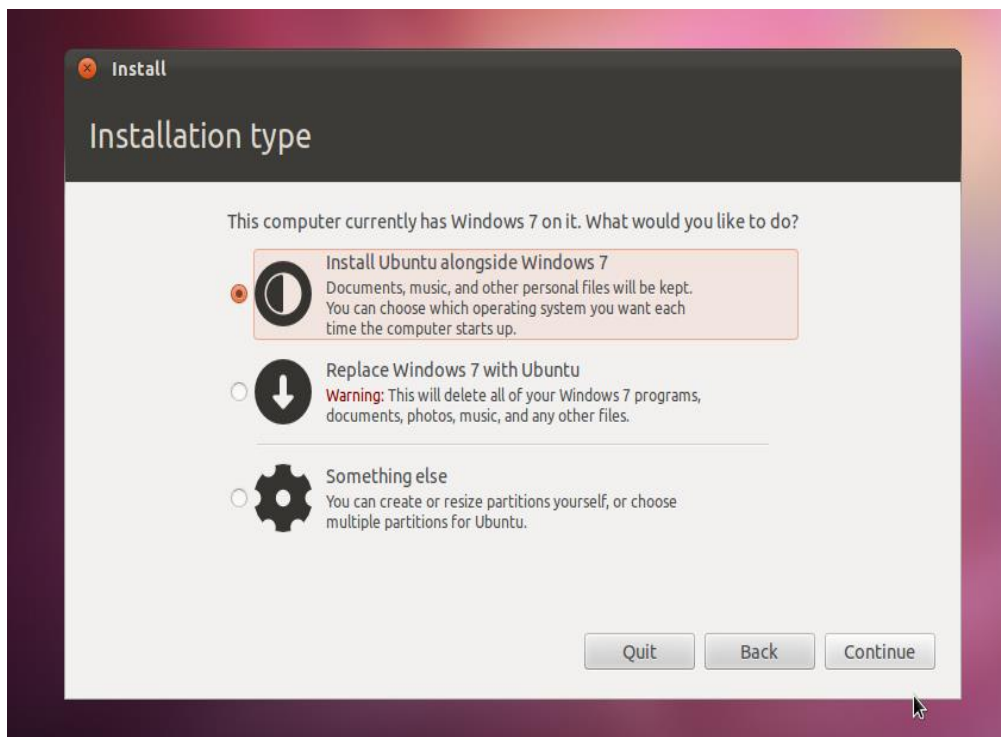 Install
Installation type
This computer currently has Windows 7 on it. What would you like to do?
Install Ubuntu alongside Windows 7
Documents, music, and other personal files will be kept.
You can choose which operating system you want each
time the computer starts up.
Replace Windows 7 with Ubuntu
Warning: This will delete all of your Windows 7 programs,
documents, photos, music, and any other files.
Something else
You can create or resize partitions yourself, or choose
multiple partitions for Ubuntu.
Quit Back Continue